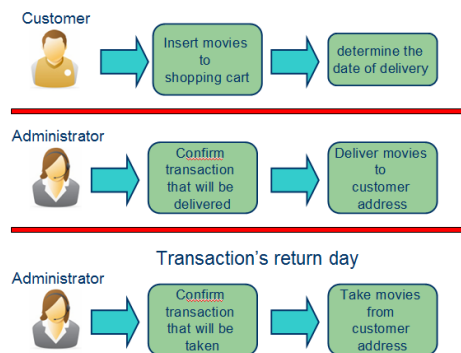 Customer
Insert movies
to
shopping cart
determine the
date of delivery
Administrator
Confirm
transaction
that will be
delivered
Deliver movies
to
customer
address
Transaction's return day
Administrator
Confirm
transaction
that will be
taken
Take movies
from
customer
address